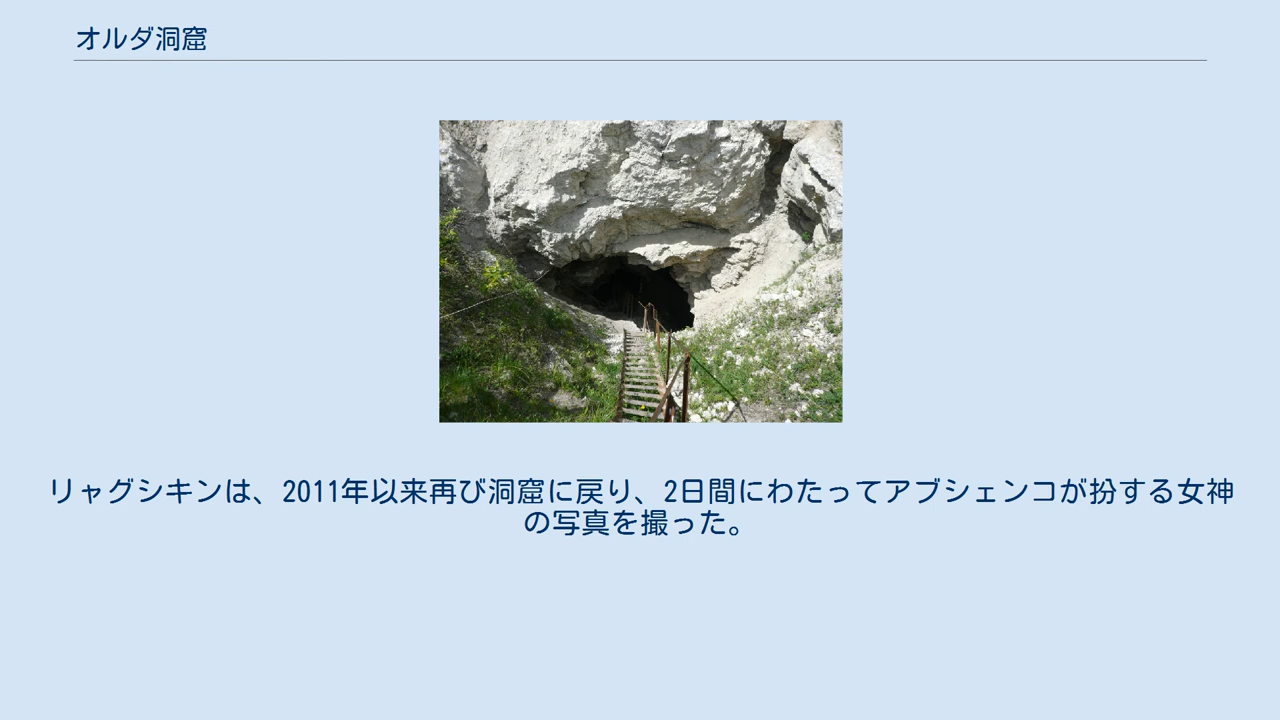 オルダ洞窟
リャグシキンは、2011年以来再び洞窟に戻り、2日間にわたってアブシェンコが扮する女神
の写真を撮った。